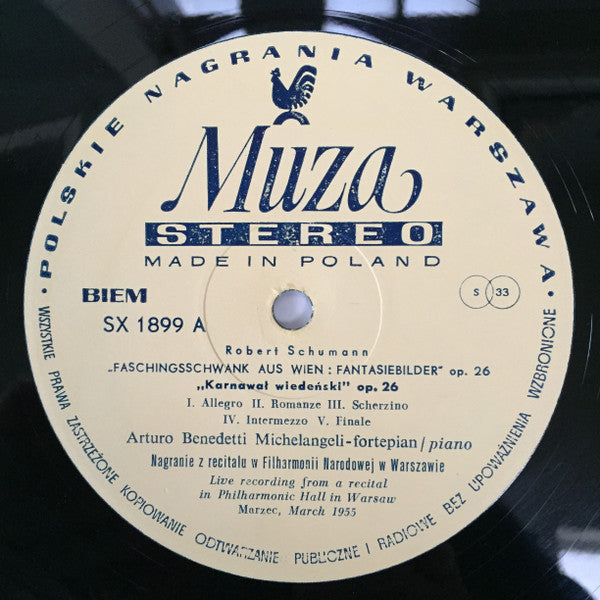 • POLSKIE NAGRANIA WARSZAWA •
Muza
STEREO
MADE IN POLAND
BIEM
S 33
SX 1899 A
Robert Schumann
„FASCHINGSSCHWANK AUS WIEN : FANTASIEBILDER" op. 26
„Karnawał wiedeński" op. 26
I. Allegro II. Romanze III. Scherzino
IV. Intermezzo V. Finale
Arturo Benedetti Michelangeli-fortepian/piano
Nagranie z recitalu w Filharmonii Narodowej w Warszawie
Live recording from a recital
in Philharmonic Hall in Warsaw
Marzec, March 1955
WSZYSTKIE PRAWA ZASTRZEŻONE KOPIOWANIE ODTWARZANIE PUBLICZNE I RADIOWE BEZ UPOWAŻNIENIA WZBRONIONE